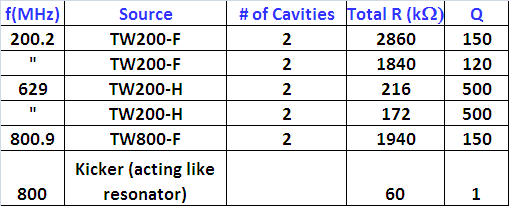 f(MHz) Source # of Cavities Total R (kΩ) Q
200.2 TW200-F 2 2860 150
" TW200-F 2 1840 120
629 TW200-H 2 216 500
" TW200-H 2 172 500
800.9 TW800-F 2 1940 150
Kicker (acting like
800 resonator) 60 1